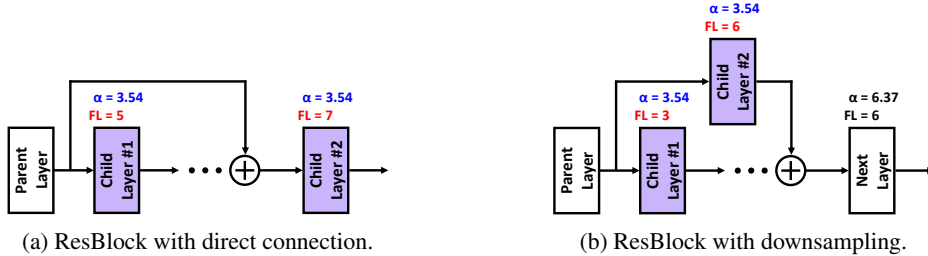 α = 3.54
FL = 5
α = 3.54
FL = 7
Parent
Layer
Child
Layer #1
Child
Layer #2
(a) ResBlock with direct connection.
α = 3.54
FL = 6
Child
Layer #2
α = 3.54
FL = 3
α = 6.37
FL = 6
Parent
Layer
Child
Layer #1
Next
Layer
(b) ResBlock with downsampling.